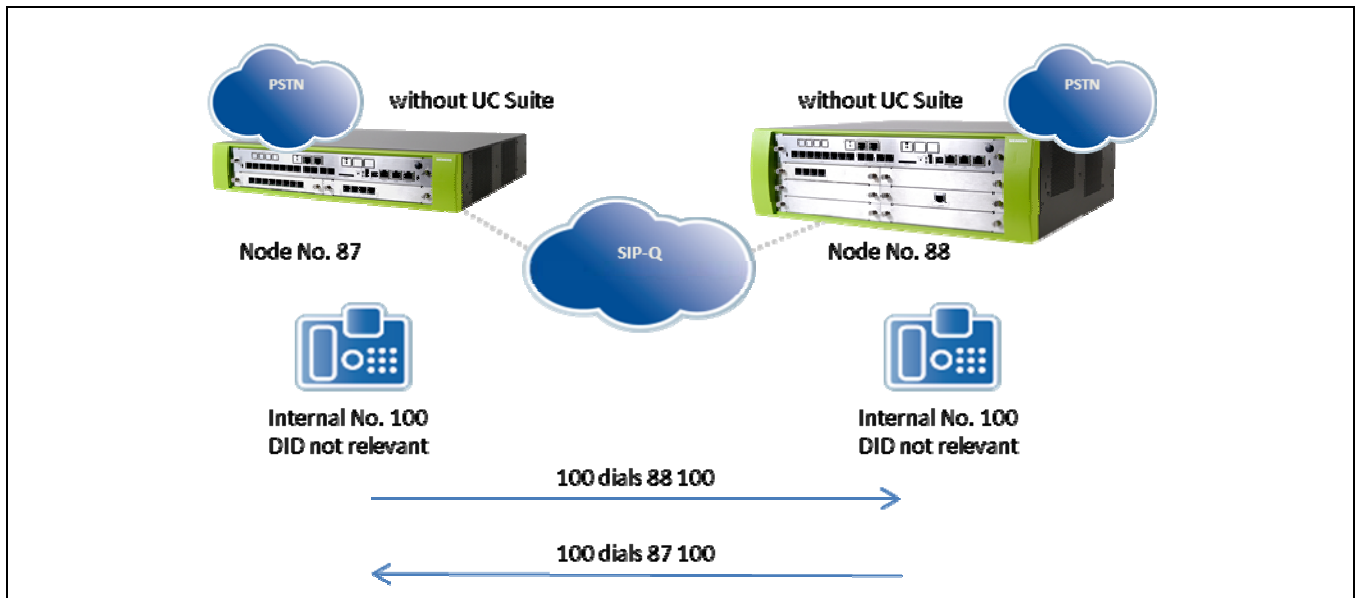 PSTN
without UC Suite
without UC Suite
PSTN
Node No. 87
SIP-Q
Node No. 88
Internal No. 100
DID not relevant
Internal No. 100
DID not relevant
100 dials 88 100
100 dials 87 100